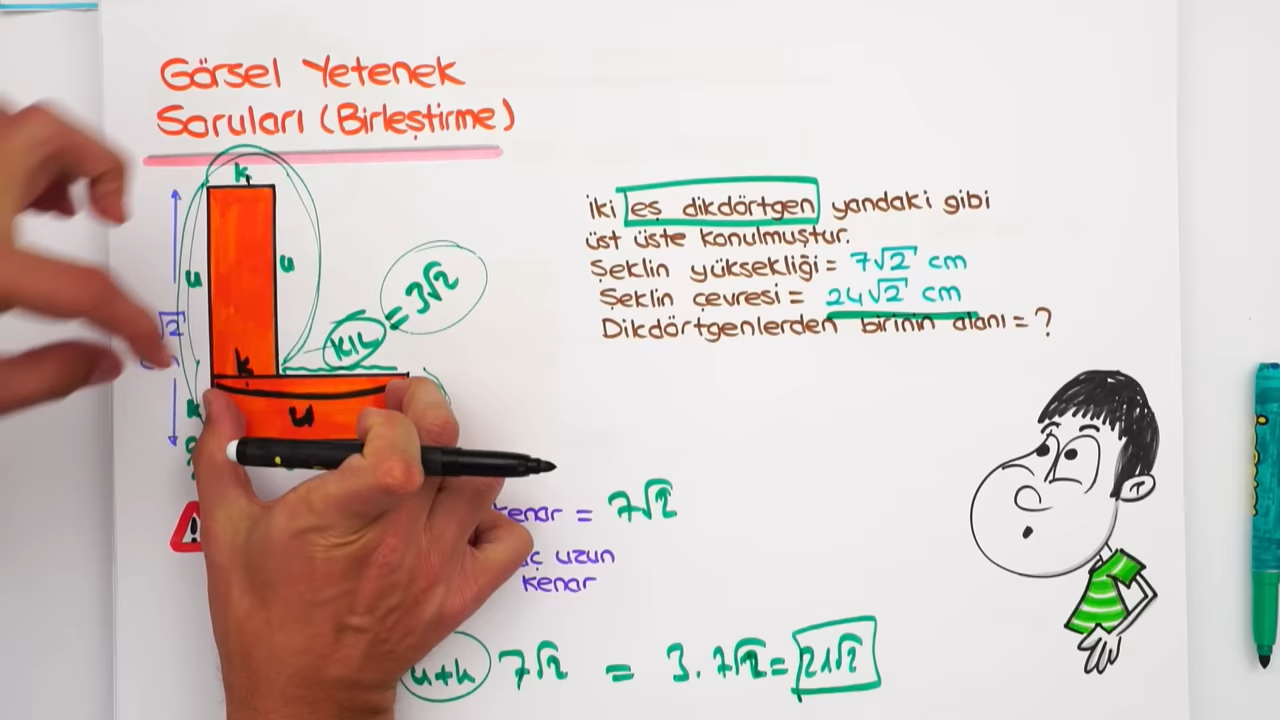 Görsel Yetenek
Soruları (Birleştirme)
k
u
u
√2
k
k
u
= 3√2
İki eş dikdörtgen yandaki gibi
üst üste konulmuştur.
Şeklin yüksekliği = 7√2 cm
Şeklin çevresi = 24√2 cm
Dikdörtgenlerden birinin alanı = ?
kenar = 7√2
uzun
kenar
u+k 7√2 = 3.7√2 = 21√2